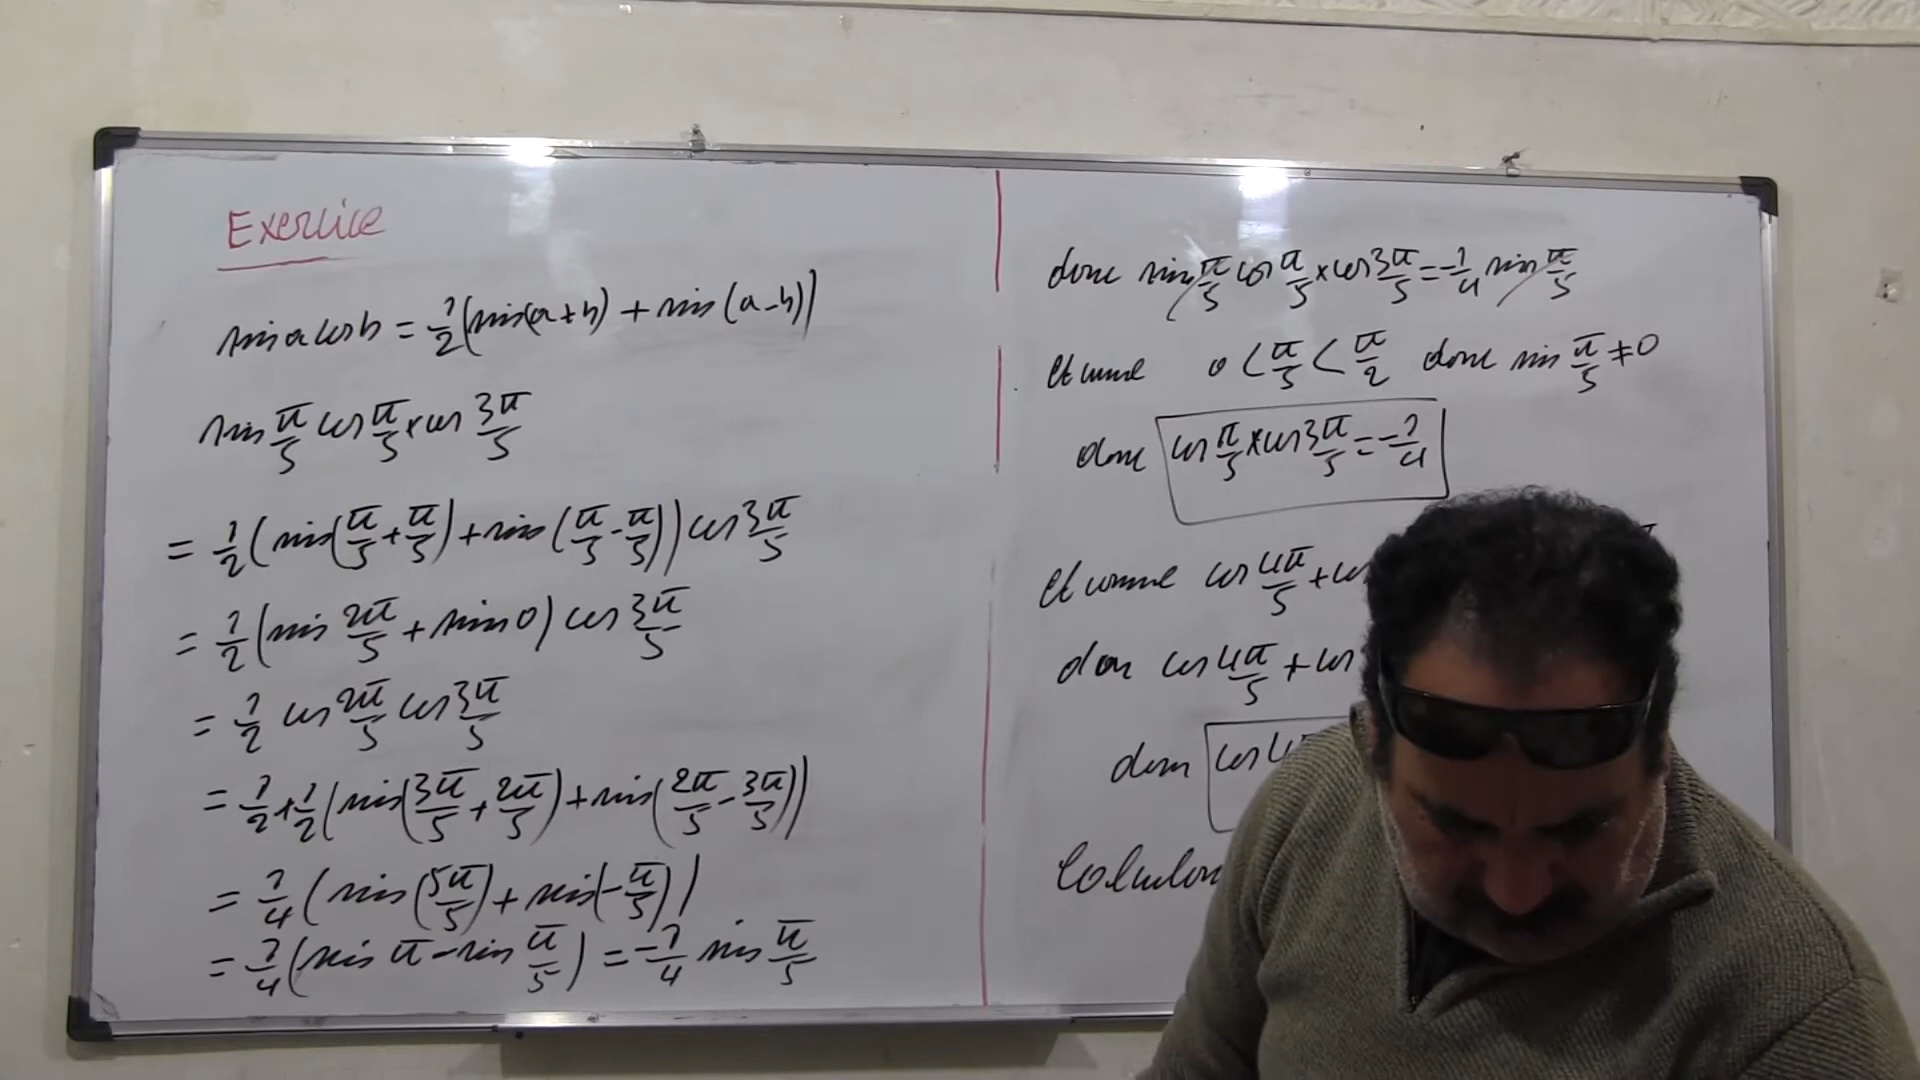 Exercice
sin a cos b = 1/2 (sin(a+b) + sin(a-b))
sin π/5 cos π/5 × cos 3π/5
= 1/2 (sin(π/5 + π/5) + sin(π/5 - π/5)) cos 3π/5
= 1/2 (sin 2π/5 + sin 0) cos 3π/5
= 1/2 cos 2π/5 cos 3π/5
= 1/2 × 1/2 (sin(3π/5 + 2π/5) + sin(2π/5 - 3π/5))
= 1/4 (sin(5π/5) + sin(-π/5))
= 1/4 (sin π - sin π/5) = -1/4 sin π/5
donc sin π/5 cos π/5 × cos 3π/5 = -1/4 sin π/5
et comme 0 < π/5 < π/2 donc sin π/5 ≠ 0
donc cos π/5 × cos 3π/5 = -1/4
et comme cos 4π/5 + cos
donc cos 4π/5 + cos
donc cos 4π